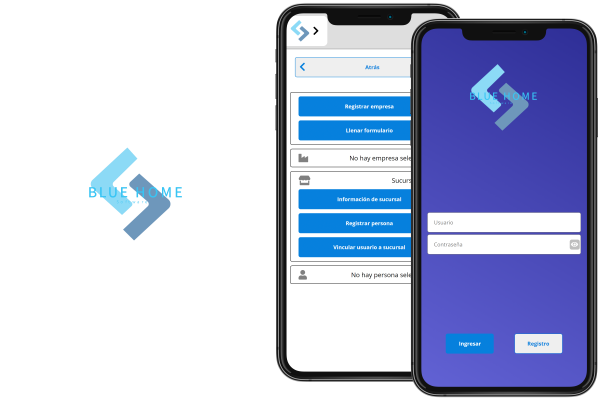 BLUE HOME
Atrás
Registrar empresa
Llenar formulario
No hay empresa sele
Sucurs
Información de sucursal
Registrar persona
Vincular usuario a sucursal
No hay persona sele
BLUE HOME
Usuario
Contraseña
Ingresar
Registro